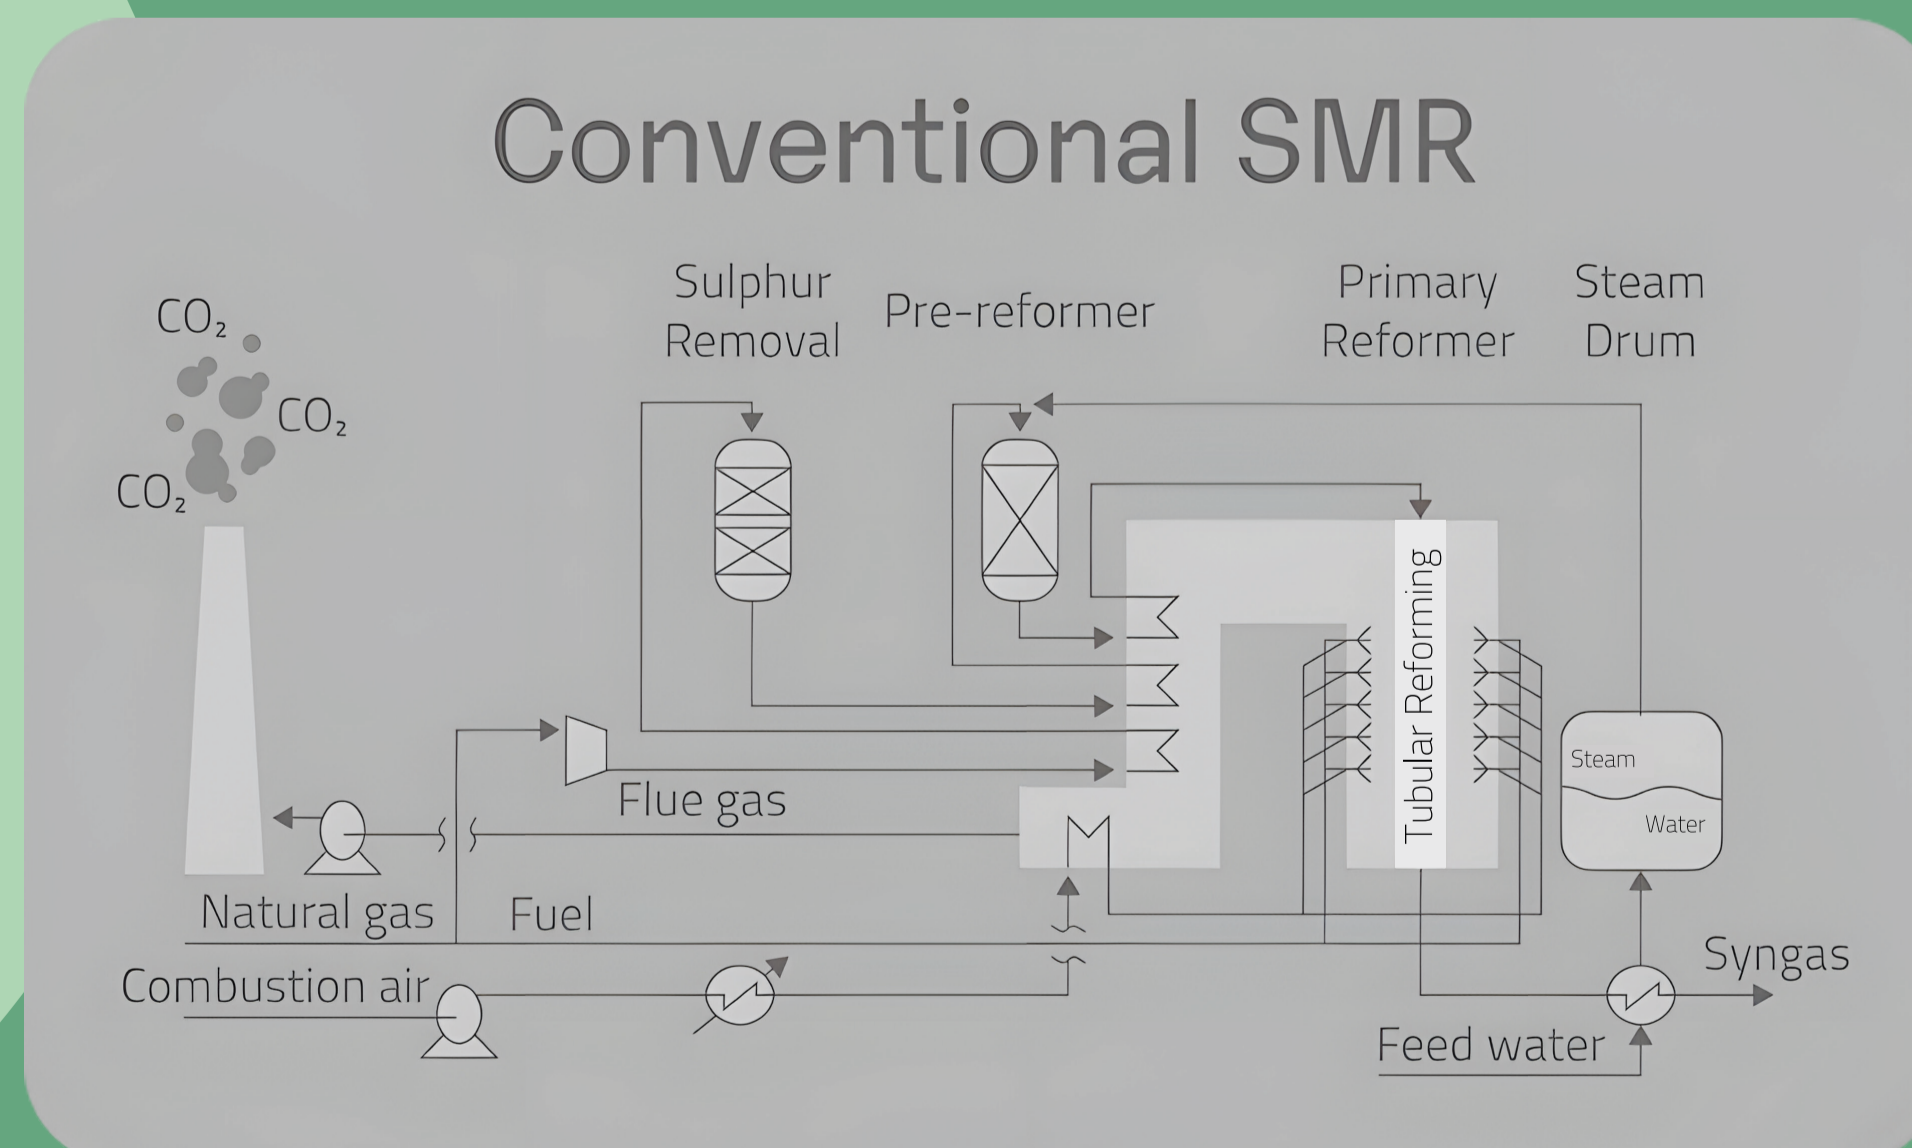 Conventional SMR
Sulphur
Removal
Pre-reformer
Primary
Reformer
Steam
Drum
CO₂
CO₂
CO₂
Tubular Reforming
Steam
Water
Flue gas
Natural gas
Fuel
Combustion air
Syngas
Feed water